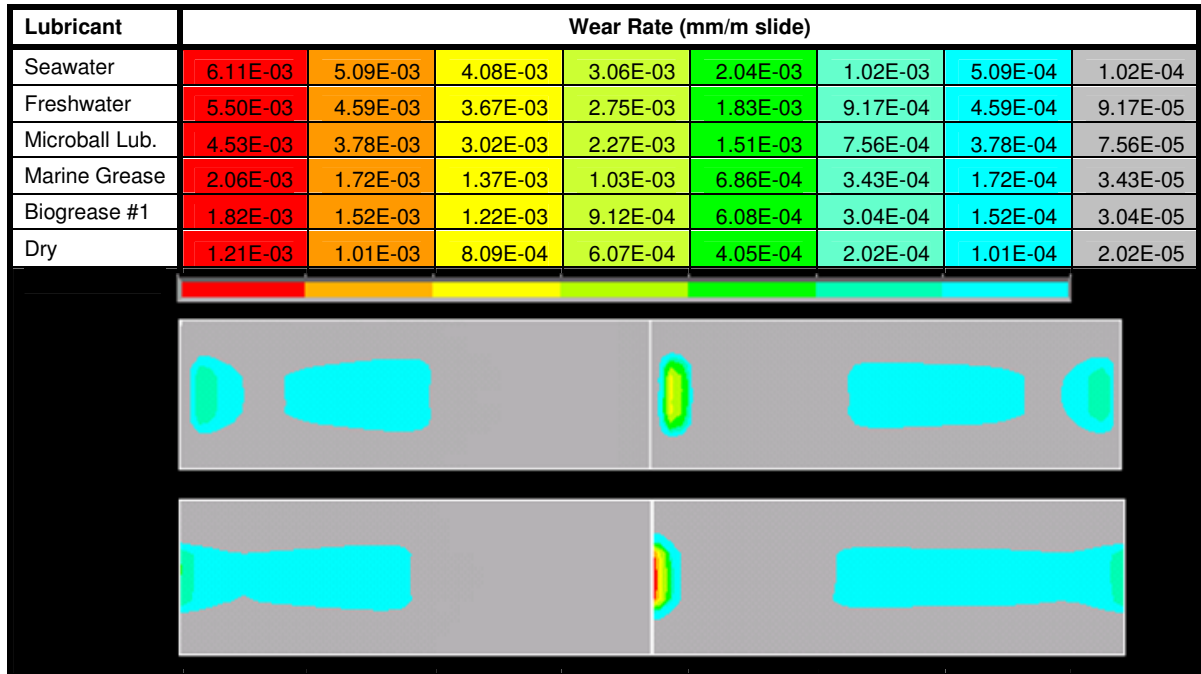 Lubricant Wear Rate (mm/m slide)
Seawater 6.11E-03 5.09E-03 4.08E-03 3.06E-03 2.04E-03 1.02E-03 5.09E-04 1.02E-04
Freshwater 5.50E-03 4.59E-03 3.67E-03 2.75E-03 1.83E-03 9.17E-04 4.59E-04 9.17E-05
Microball Lub. 4.53E-03 3.78E-03 3.02E-03 2.27E-03 1.51E-03 7.56E-04 3.78E-04 7.56E-05
Marine Grease 2.06E-03 1.72E-03 1.37E-03 1.03E-03 6.86E-04 3.43E-04 1.72E-04 3.43E-05
Biogrease #1 1.82E-03 1.52E-03 1.22E-03 9.12E-04 6.08E-04 3.04E-04 1.52E-04 3.04E-05
Dry 1.21E-03 1.01E-03 8.09E-04 6.07E-04 4.05E-04 2.02E-04 1.01E-04 2.02E-05